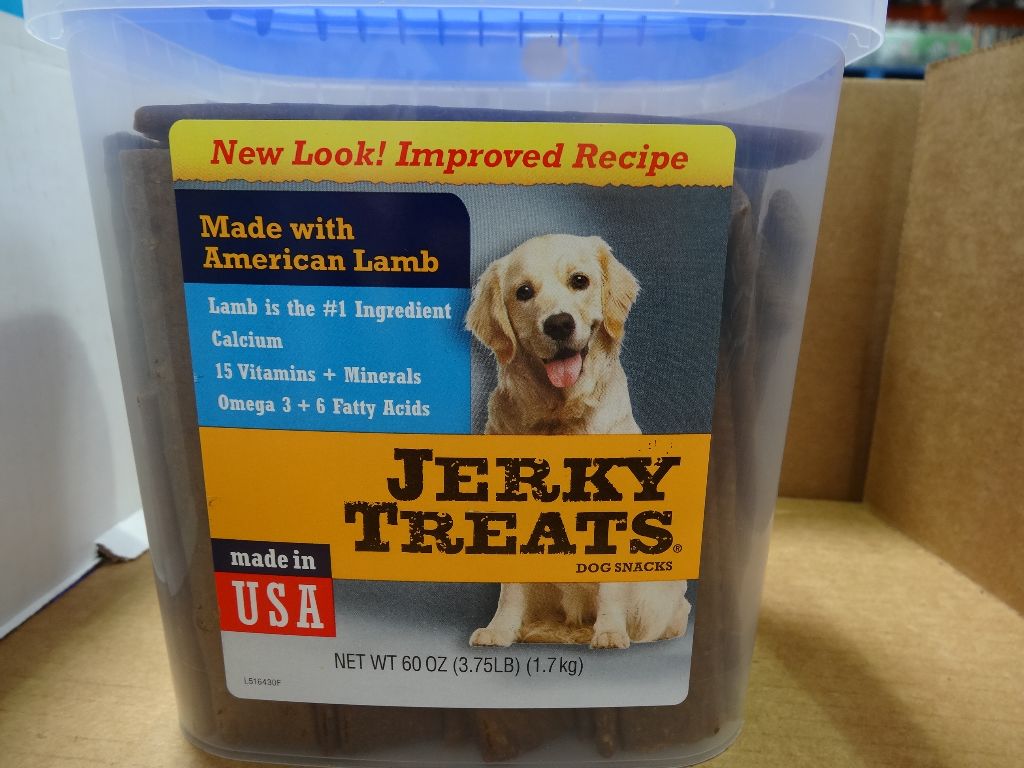 New Look! Improved Recipe
Made with
American Lamb
Lamb is the #1 Ingredient
Calcium
15 Vitamins + Minerals
Omega 3 + 6 Fatty Acids
JERKY
TREATS®
DOG SNACKS
made in
USA
NET WT 60 OZ (3.75LB) (1.7kg)
L516430F